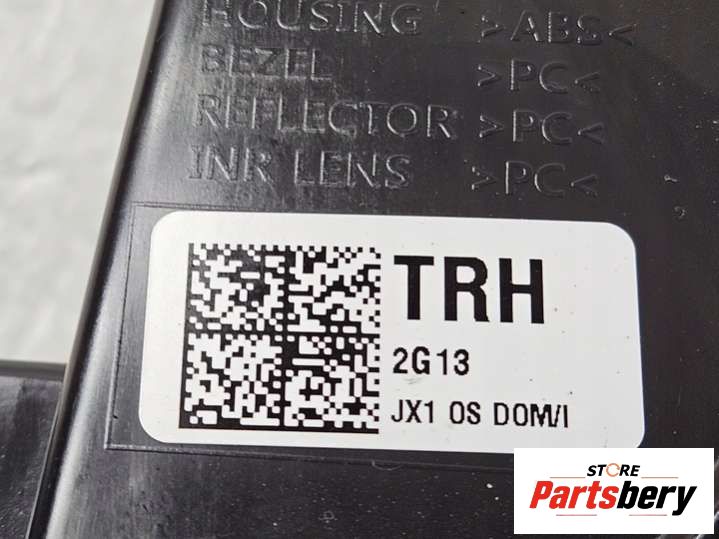 HOUSING >ABS<
BEZEL >PC<
REFLECTOR >PC<
INR LENS >PC<
TRH
2G13
JX1 OS DOM/I
STORE
Partsbery